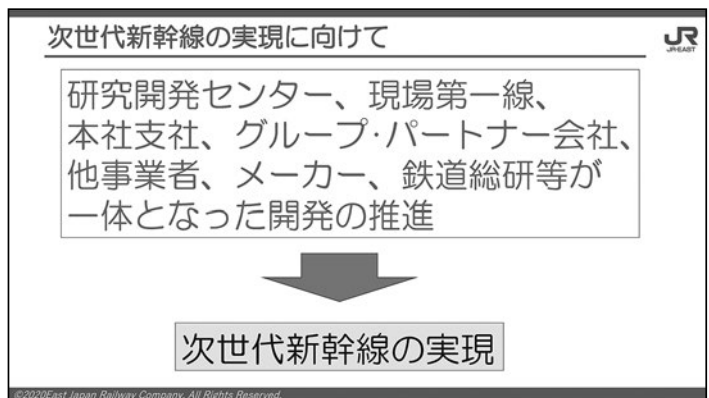 次世代新幹線の実現に向けて
JR
JR-EAST
研究開発センター、現場第一線、
本社支社、グループ・パートナー会社、
他事業者、メーカー、鉄道総研等が
一体となった開発の推進
次世代新幹線の実現
©2020East Japan Railway Company. All Rights Reserved.